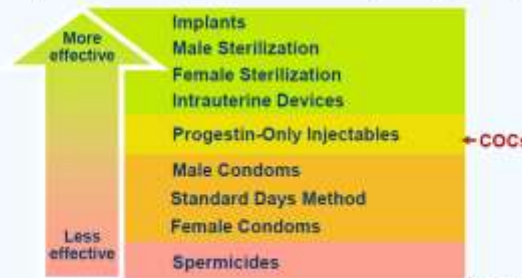 More
effective
Implants
Male Sterilization
Female Sterilization
Intrauterine Devices
Progestin-Only Injectables
COCs
Male Condoms
Standard Days Method
Female Condoms
Less
effective
Spermicides